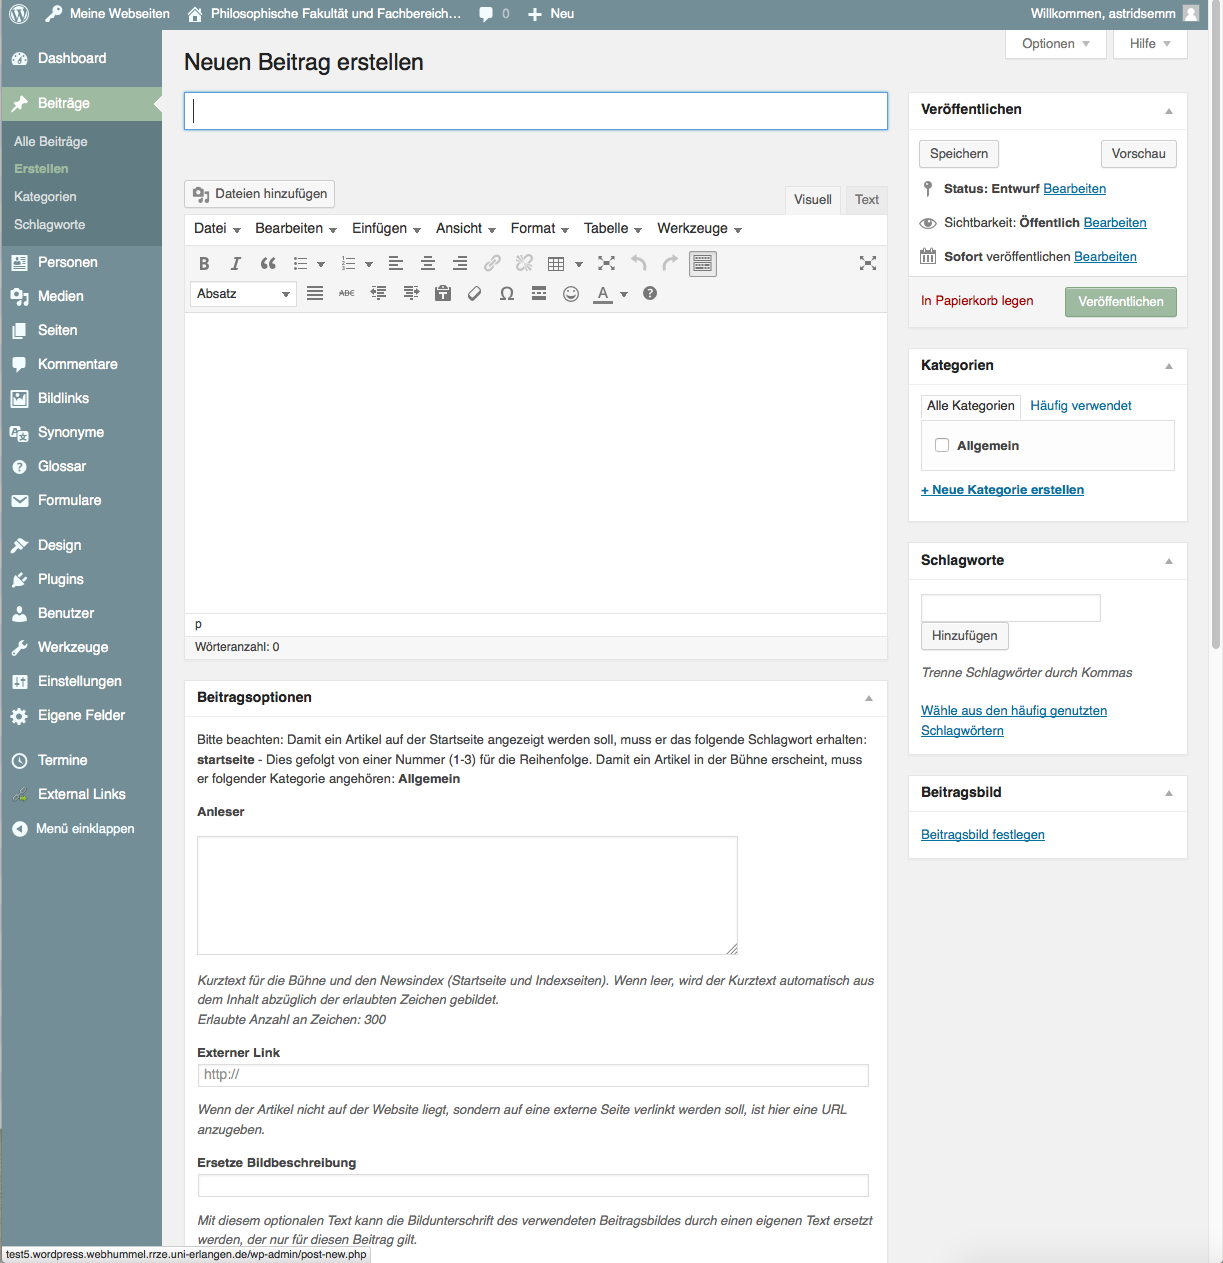 Meine Webseiten
Philosophische Fakultät und Fachbereich...
0
Neu
Willkommen, astridsemm
Optionen
Hilfe
Dashboard
Beiträge
Alle Beiträge
Erstellen
Kategorien
Schlagworte
Personen
Medien
Seiten
Kommentare
Bildlinks
Synonyme
Glossar
Formulare
Design
Plugins
Benutzer
Werkzeuge
Einstellungen
Eigene Felder
Termine
External Links
Menü einklappen
Neuen Beitrag erstellen
Dateien hinzufügen
Visuell
Text
Datei
Bearbeiten
Einfügen
Ansicht
Format
Tabelle
Werkzeuge
Absatz
ABC
p
Wörteranzahl: 0
Beitragsoptionen
Bitte beachten: Damit ein Artikel auf der Startseite angezeigt werden soll, muss er das folgende Schlagwort erhalten:
startseite - Dies gefolgt von einer Nummer (1-3) für die Reihenfolge. Damit ein Artikel in der Bühne erscheint, muss
er folgender Kategorie angehören: Allgemein
Anleser
Kurztext für die Bühne und den Newsindex (Startseite und Indexseiten). Wenn leer, wird der Kurztext automatisch aus
dem Inhalt abzüglich der erlaubten Zeichen gebildet.
Erlaubte Anzahl an Zeichen: 300
Externer Link
http://
Wenn der Artikel nicht auf der Website liegt, sondern auf eine externe Seite verlinkt werden soll, ist hier eine URL
anzugeben.
Ersetze Bildbeschreibung
Mit diesem optionalen Text kann die Bildunterschrift des verwendeten Beitragsbildes durch einen eigenen Text ersetzt
werden, der nur für diesen Beitrag gilt.
Veröffentlichen
Speichern
Vorschau
Status: Entwurf Bearbeiten
Sichtbarkeit: Öffentlich Bearbeiten
Sofort veröffentlichen Bearbeiten
In Papierkorb legen
Veröffentlichen
Kategorien
Alle Kategorien
Häufig verwendet
Allgemein
+ Neue Kategorie erstellen
Schlagworte
Hinzufügen
Trenne Schlagwörter durch Kommas
Wähle aus den häufig genutzten
Schlagwörtern
Beitragsbild
Beitragsbild festlegen
test5.wordpress.webhummel.rrze.uni-erlangen.de/wp-admin/post-new.php